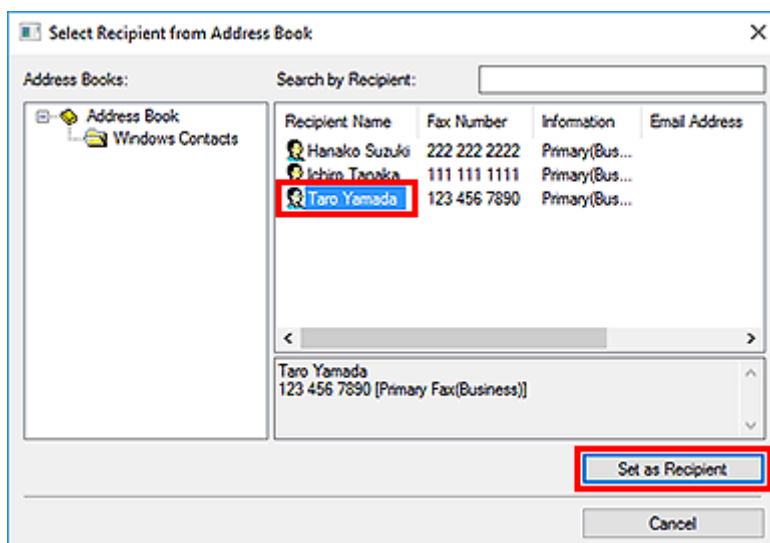 Select Recipient from Address Book
Address Books: Search by Recipient:
Address Book
Windows Contacts
Recipient Name Fax Number Information Email Address
Hanako Suzuki 222 222 2222 Primary(Bus...
Ichiro Tanaka 111 111 1111 Primary(Bus...
Taro Yamada 123 456 7890 Primary(Bus...
Taro Yamada
123 456 7890 [Primary Fax(Business)]
Set as Recipient
Cancel